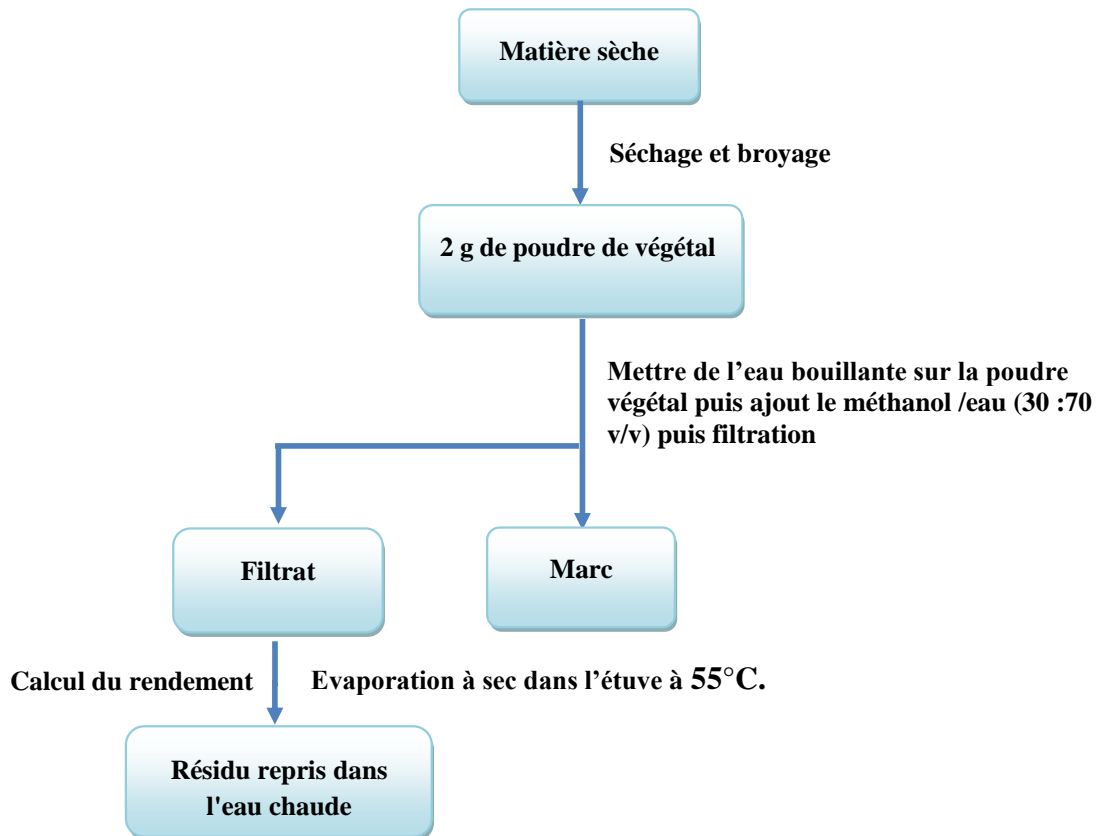 Matière sèche
Séchage et broyage
2 g de poudre de végétal
Mettre de l’eau bouillante sur la poudre
végétal puis ajout le méthanol /eau (30 :70
v/v) puis filtration
Filtrat
Marc
Calcul du rendement
Evaporation à sec dans l’étuve à 55°C.
Résidu repris dans
l'eau chaude